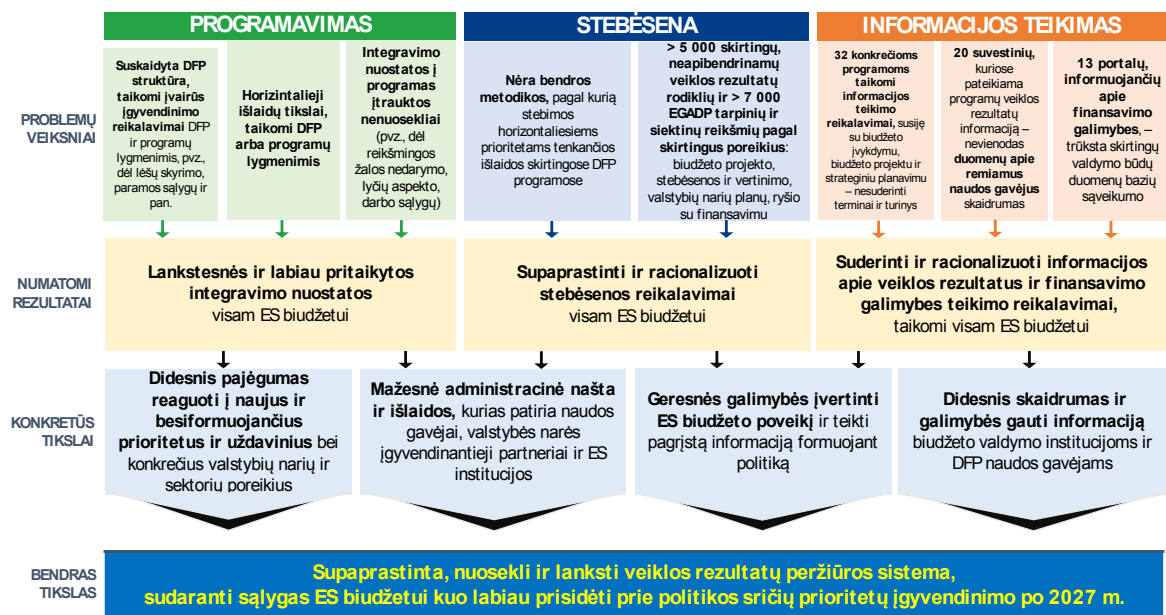 PROGRAMAVIMAS
STEBĖSENA
INFORMACIJOS TEIKIMAS
PROBLEMŲ
VEIKSNIAI
Suskaidyta DFP
struktūra,
taikomi įvairūs
įgyvendinimo
reikalavimai DFP
ir programų
lygmenimis, pvz.,
dėl lėšų skyrimo,
paramos sąlygų ir
pan.
Horizintalieji
išlaidų tikslai,
taikomi DFP
arba programų
lygmenimis
Integravimo
nuostatos į
programas
įtrauktos
nenuosekliai
(pvz., dėl
reikšmingos
žalos nedarymo,
lyčių aspekto,
darbo sąlygų)
Nėra bendros
metodikos, pagal kurią
stebimos
horizontaliesiems
prioritetams tenkančios
išlaidos skirtingose DFP
programose
> 5 000 skirtingų,
neapibendrinamų
veiklos rezultatų
rodiklių ir > 7 000
EGADP tarpinių ir
siektinų reikšmių pagal
skirtingus poreikius:
biudžeto projekto,
stebėsenos ir vertinimo,
valstybių narių planų, ryšio
su finansavimu
32 konkrečioms
programoms
taikomi
informacijos
teikimo
reikalavimai, susiję
su biudžeto
įvykdymu,
biudžeto projektu ir
strateginiu planavimu
– nesuderinti
terminai ir turinys
20 suvestinių,
kuriose
pateikiama
programų veiklos
rezultatų
informaciją –
nevienodas
duomenų apie
remiamus
naudos gavėjus
skaidrumas
13 portalų,
informuojančių
apie
finansavimo
galimybes, –
trūksta skirtingų
valdymo būdų
duomenų bazių
sąveikumo
NUMATOMI
REZULTATAI
Lankstesnės ir labiau pritaikytos
integravimo nuostatos
visam ES biudžetui
Supaprastinti ir racionalizuoti
stebėsenos reikalavimai
visam ES biudžetui
Suderinti ir racionalizuoti informacijos
apie veiklos rezultatus ir finansavimo
galimybes teikimo reikalavimai,
taikomi visam ES biudžetui
KONKRETŪS
TIKSLAI
Didesnis pajėgumas
reaguoti į naujus ir
besiformuojančius
prioritetus ir uždavinius bei
konkrečius valstybių narių ir
sektorių poreikius
Mažesnė administracinė našta
ir išlaidos, kurias patiria naudos
gavėjai, valstybės narės
įgyvendinantieji partneriai ir ES
institucijos
Geresnės galimybės įvertinti
ES biudžeto poveikį ir teikti
pagrįstą informaciją formuojant
politiką
Didesnis skaidrumas ir
galimybės gauti informaciją
biudžeto valdymo institucijoms ir
DFP naudos gavėjams
BENDRAS
TIKSLAS
Supaprastinta, nuosekli ir lanksti veiklos rezultatų peržiūros sistema,
sudaranti sąlygas ES biudžetui kuo labiau prisidėti prie politikos sričių prioritetų įgyvendinimo po 2027 m.